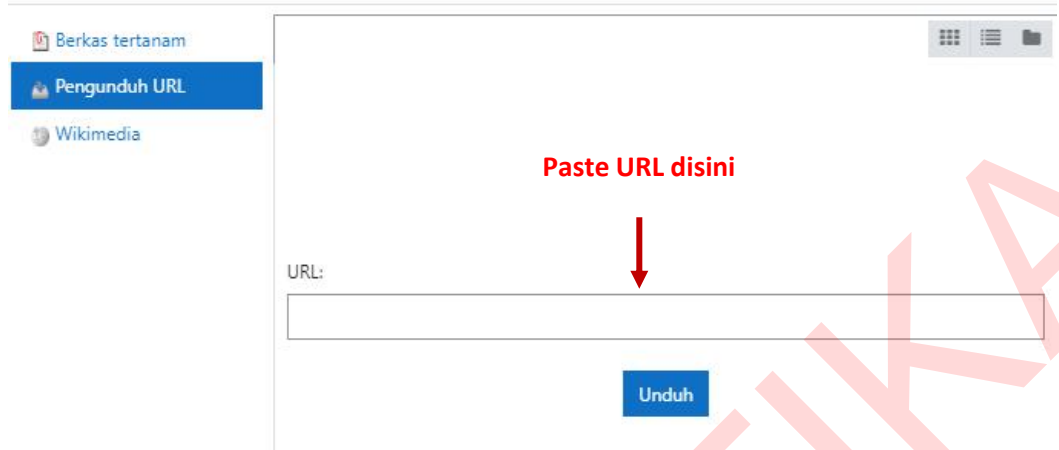 Berkas tertanam
Pengunduh URL
Wikimedia
Paste URL disini
URL:
Unduh